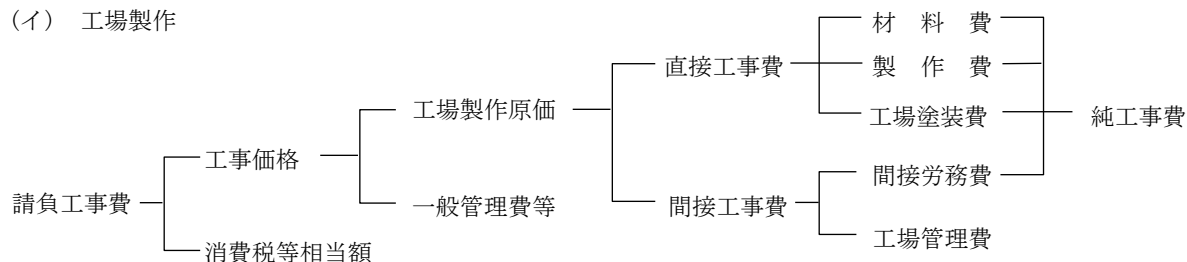 (イ) 工場製作
材料費
直接工事費
製作費
工場製作原価
工場塗装費
純工事費
工事価格
間接労務費
請負工事費
一般管理費等
間接工事費
工場管理費
消費税等相当額